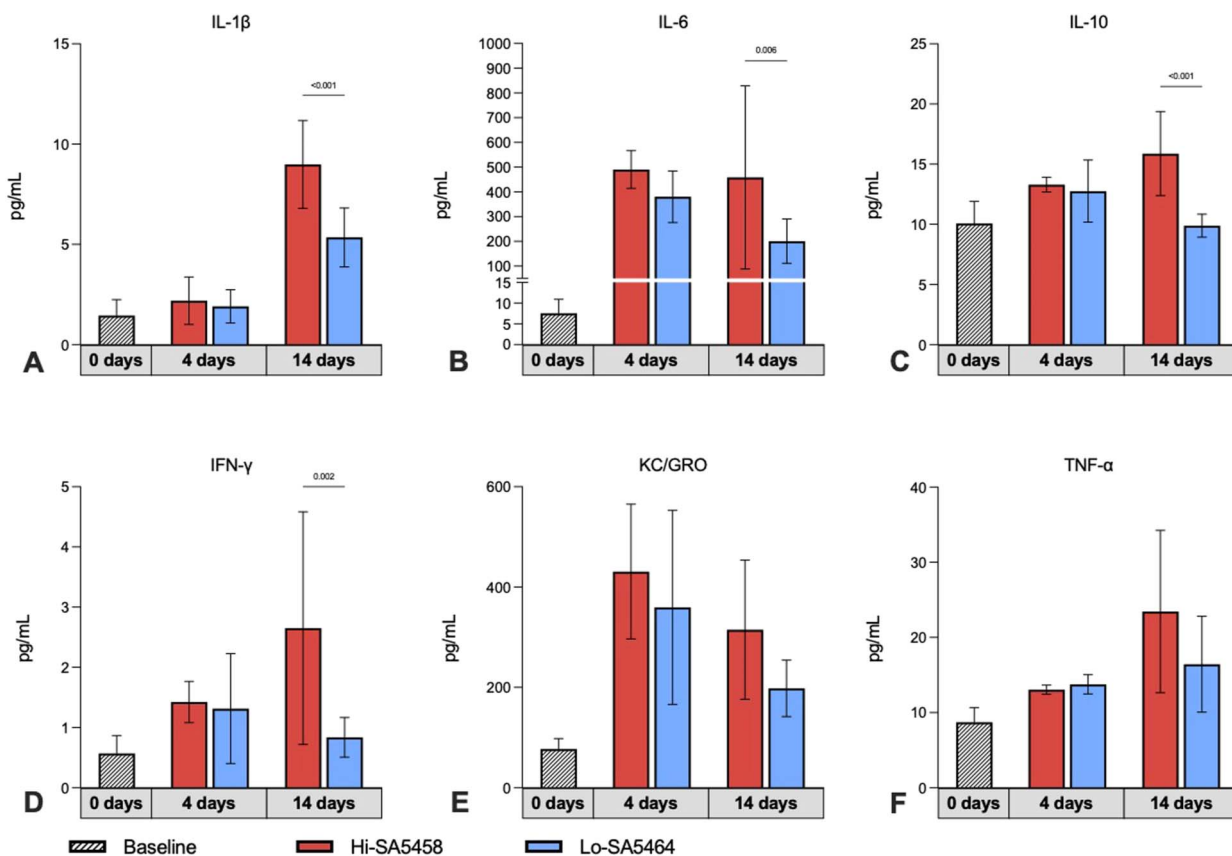 IL-1β
IL-6
IL-10
15
10
5
0
pg/mL
<0.001
A
0 days
4 days
14 days
1000
900
800
700
600
500
400
300
200
100
15
10
5
0
pg/mL
0.006
B
0 days
4 days
14 days
25
20
15
10
5
0
pg/mL
<0.001
C
0 days
4 days
14 days
IFN-γ
KC/GRO
TNF-α
5
4
3
2
1
0
pg/mL
0.002
D
0 days
4 days
14 days
600
400
200
0
pg/mL
E
0 days
4 days
14 days
40
30
20
10
0
pg/mL
F
0 days
4 days
14 days
Baseline
Hi-SA5458
Lo-SA5464